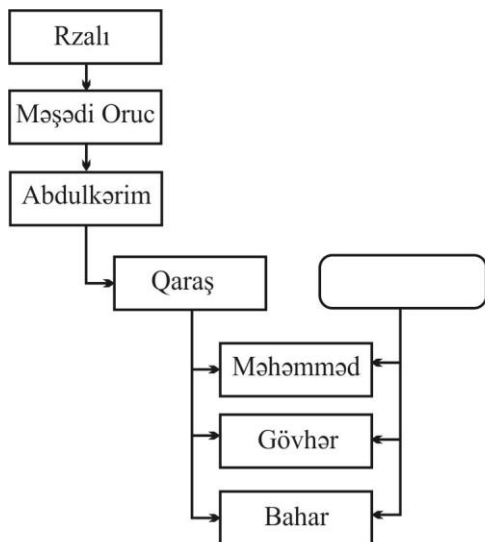 Rzalı
Məşədi Oruc
Abdulkərim
Qaraş
Məhəmməd
Gövhər
Bahar